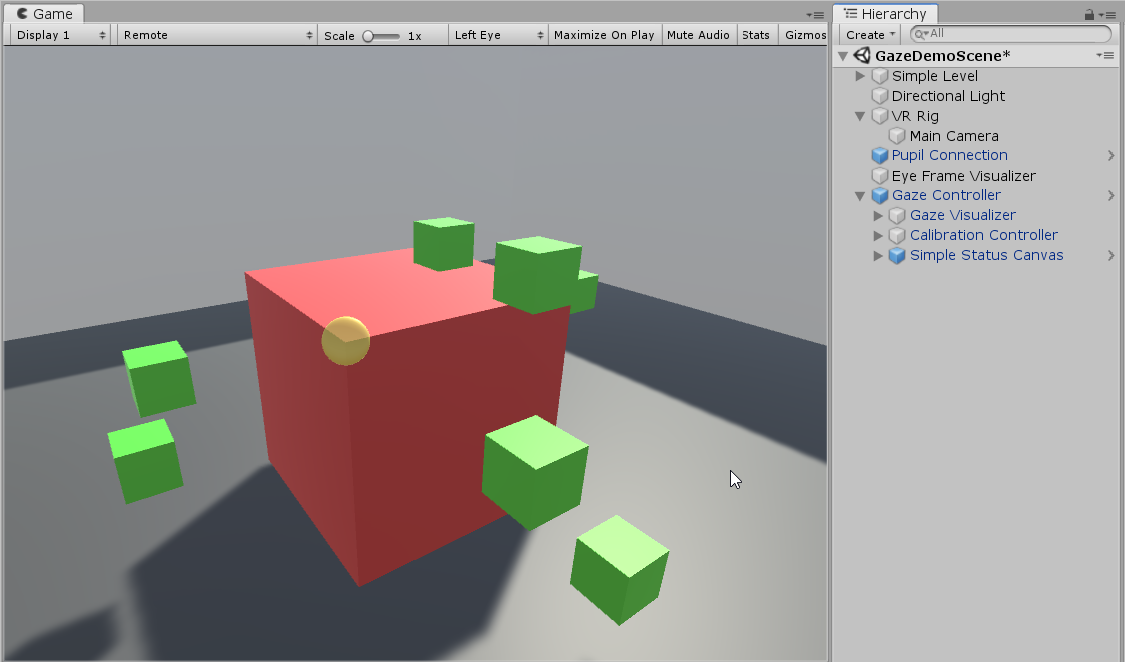 Game
Display 1 Remote Scale 1x Left Eye Maximize On Play Mute Audio Stats Gizmos
Hierarchy
Create All
GazeDemoScene*
Simple Level
Directional Light
VR Rig
Main Camera
Pupil Connection
Eye Frame Visualizer
Gaze Controller
Gaze Visualizer
Calibration Controller
Simple Status Canvas